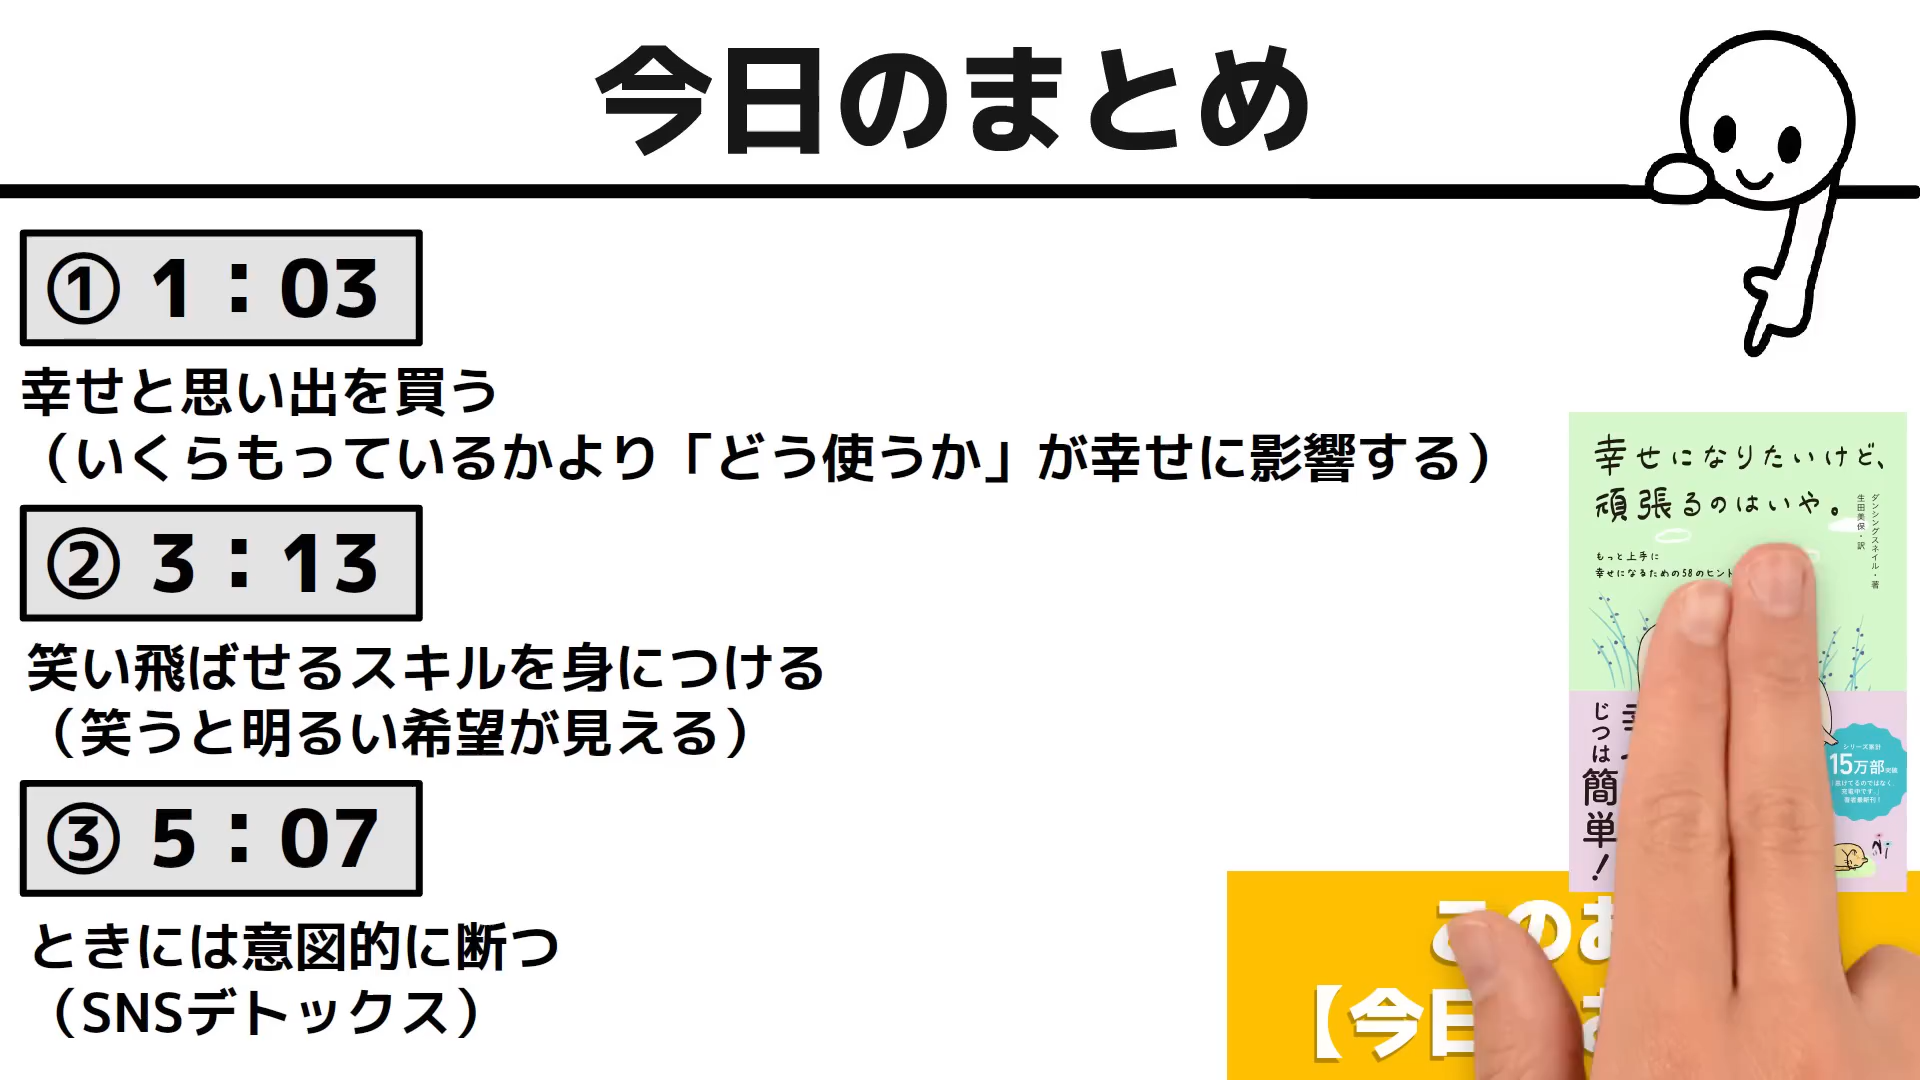 今日のまとめ
① 1：03
幸せと思い出を買う
（いくらもっているかより「どう使うか」が幸せに影響する）
② 3：13
笑い飛ばせるスキルを身につける
（笑うと明るい希望が見える）
③ 5：07
ときには意図的に断つ
（SNSデトックス）
幸せになりたいけど、
頑張るのはいや。
ダンシングスネイル・著
生田美保・訳
もっと上手に
幸せになるための58のヒント
じつは簡単！
シリーズ累計
15万部突破
このあ
【今日